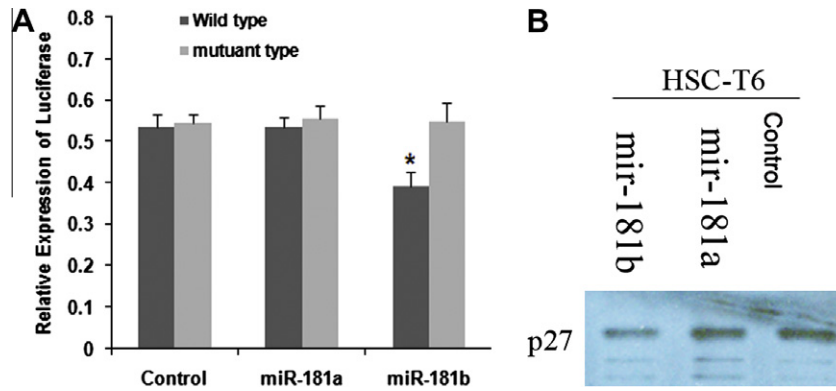 A
Relative Expression of Luciferase
0.8
0.7
0.6
0.5
0.4
0.3
0.2
0.1
0
Wild type
mutuant type
*
Control
miR-181a
miR-181b
B
HSC-T6
mir-181b
mir-181a
Control
p27